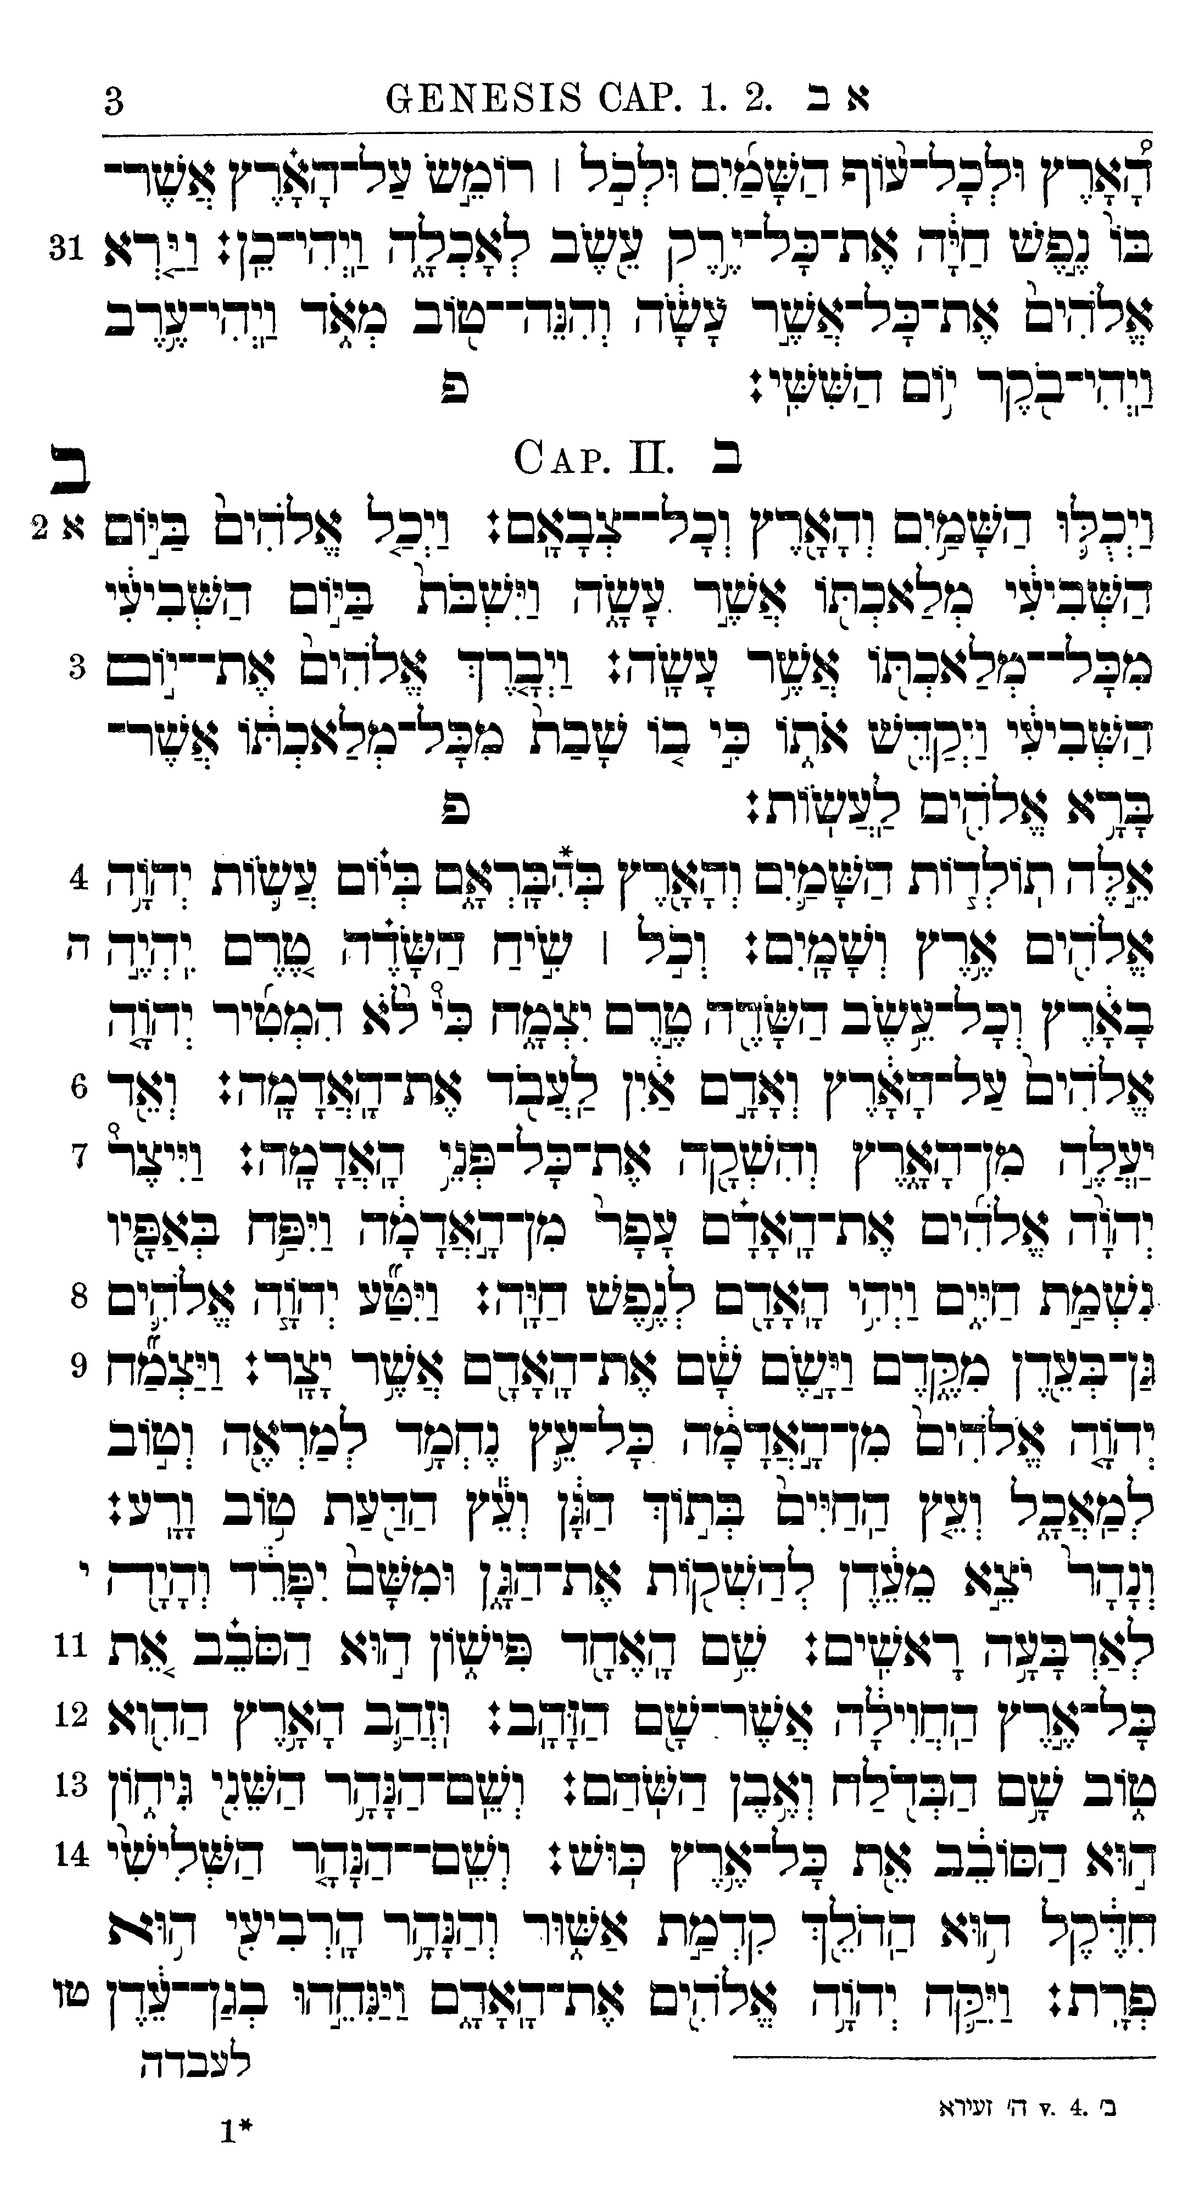 3 GENESIS CAP. 1. 2. א ב
הָאָ֡רֶץ וּלְכָל־ע֨וֹף הַשָּׁמַ֜יִם וּלְכֹ֣ל ׀ רוֹמֵ֣שׂ עַל־הָאָ֗רֶץ אֲשֶׁר־
31 בּוֹ֙ נֶ֣פֶשׁ חַיָּ֔ה אֶת־כָּל־יֶ֥רֶק עֵ֖שֶׂב לְאָכְלָ֑ה וַֽיְהִי־כֵֽן׃ וַיַּ֤רְא
אֱלֹהִים֙ אֶת־כָּל־אֲשֶׁ֣ר עָשָׂ֔ה וְהִנֵּה־ט֖וֹב מְאֹ֑ד וַֽיְהִי־עֶ֥רֶב
וַֽיְהִי־בֹ֖קֶר י֥וֹם הַשִּׁשִּֽׁי׃ פ
ב CAP. II. ב
א 2 וַיְכֻלּ֛וּ הַשָּׁמַ֥יִם וְהָאָ֖רֶץ וְכָל־צְבָאָֽם׃ וַיְכַ֤ל אֱלֹהִים֙ בַּיּ֣וֹם
הַשְּׁבִיעִ֔י מְלַאכְתּ֖וֹ אֲשֶׁ֣ר עָשָׂ֑ה וַיִּשְׁבֹּת֙ בַּיּ֣וֹם הַשְּׁבִיעִ֔י
3 מִכָּל־מְלַאכְתּ֖וֹ אֲשֶׁ֥ר עָשָֽׂה׃ וַיְבָ֤רֶךְ אֱלֹהִים֙ אֶת־י֣וֹם
הַשְּׁבִיעִ֔י וַיְקַדֵּ֖שׁ אֹת֑וֹ כִּ֣י ב֤וֹ שָׁבַת֙ מִכָּל־מְלַאכְתּ֔וֹ אֲשֶׁר־
בָּרָ֥א אֱלֹהִ֖ים לַֽעֲשֽׂוֹת׃ פ
4 אֵ֣לֶּה תֽוֹלְד֧וֹת הַשָּׁמַ֛יִם וְהָאָ֖רֶץ בְּהִ*בָּֽרְאָ֑ם בְּי֗וֹם עֲשׂ֛וֹת יְהוָ֥ה
ה אֱלֹהִ֖ים אֶ֥רֶץ וְשָׁמָֽיִם׃ וְכֹ֣ל ׀ שִׂ֣יחַ הַשָּׂדֶ֗ה טֶ֚רֶם יִֽהְיֶ֣ה
בָאָ֔רֶץ וְכָל־עֵ֥שֶׂב הַשָּׂדֶ֖ה טֶ֣רֶם יִצְמָ֑ח כִּי֩ לֹ֨א הִמְטִ֜יר יְהוָ֤ה
6 אֱלֹהִים֙ עַל־הָאָ֔רֶץ וְאָדָ֣ם אַ֔יִן לַֽעֲבֹ֖ד אֶת־הָֽאֲדָמָֽה׃ וְאֵ֖ד
7 יַֽעֲלֶ֣ה מִן־הָאָ֑רֶץ וְהִשְׁקָ֖ה אֶת־כָּל־פְּנֵ֥י הָֽאֲדָמָֽה׃ וַיִּיצֶר֩
יְהוָ֨ה אֱלֹהִ֜ים אֶת־הָֽאָדָ֗ם עָפָר֙ מִן־הָ֣אֲדָמָ֔ה וַיִּפַּ֥ח בְּאַפָּ֖יו
8 נִשְׁמַ֣ת חַיִּ֑ים וַיְהִ֥י הָֽאָדָ֖ם לְנֶ֥פֶשׁ חַיָּֽה׃ וַיִּטַּ֞ע יְהוָ֧ה אֱלֹהִ֛ים
9 גַּן־בְּעֵ֖דֶן מִקֶּ֑דֶם וַיָּ֣שֶׂם שָׁ֔ם אֶת־הָֽאָדָ֖ם אֲשֶׁ֥ר יָצָֽר׃ וַיַּצְמַ֞ח
יְהוָ֤ה אֱלֹהִים֙ מִן־הָ֣אֲדָמָ֔ה כָּל־עֵ֛ץ נֶחְמָ֥ד לְמַרְאֶ֖ה וְט֣וֹב
לְמַֽאֲכָ֑ל וְעֵ֤ץ הַֽחַיִּים֙ בְּת֣וֹךְ הַגָּ֔ן וְעֵ֕ץ הַדַּ֖עַת ט֥וֹב וָרָֽע׃
י וְנָהָר֙ יֹצֵ֣א מֵעֵ֔דֶן לְהַשְׁק֖וֹת אֶת־הַגָּ֑ן וּמִשָּׁם֙ יִפָּרֵ֔ד וְהָיָ֖ה
11 לְאַרְבָּעָ֥ה רָאשִֽׁים׃ שֵׁ֥ם הָֽאֶחָ֖ד פִּישׁ֑וֹן ה֣וּא הַסֹּבֵ֗ב אֵ֚ת
12 כָּל־אֶ֣רֶץ הַֽחֲוִילָ֔ה אֲשֶׁר־שָׁ֖ם הַזָּהָֽב׃ וּֽזֲהַ֛ב הָאָ֥רֶץ הַהִ֖וא
13 ט֑וֹב שָׁ֥ם הַבְּדֹ֖לַח וְאֶ֥בֶן הַשֹּֽׁהַם׃ וְשֵֽׁם־הַנָּהָ֥ר הַשֵּׁנִ֖י גִּיח֑וֹן
14 ה֣וּא הַסּוֹבֵ֔ב אֵ֖ת כָּל־אֶ֥רֶץ כּֽוּשׁ׃ וְשֵֽׁם־הַנָּהָ֤ר הַשְּׁלִישִׁי֙
חִדֶּ֔קֶל ה֥וּא הַֽהֹלֵ֖ךְ קִדְמַ֣ת אַשּׁ֑וּר וְהַנָּהָ֥ר הָֽרְבִיעִ֖י ה֥וּא
טו פְרָֽת׃ וַיִּקַּ֛ח יְהוָ֥ה אֱלֹהִ֖ים אֶת־הָֽאָדָ֑ם וַיַּנִּחֵ֣הוּ בְגַן־עֵ֔דֶן
לעבדה
ב׳ v. 4. ה׳ זעירא
1*